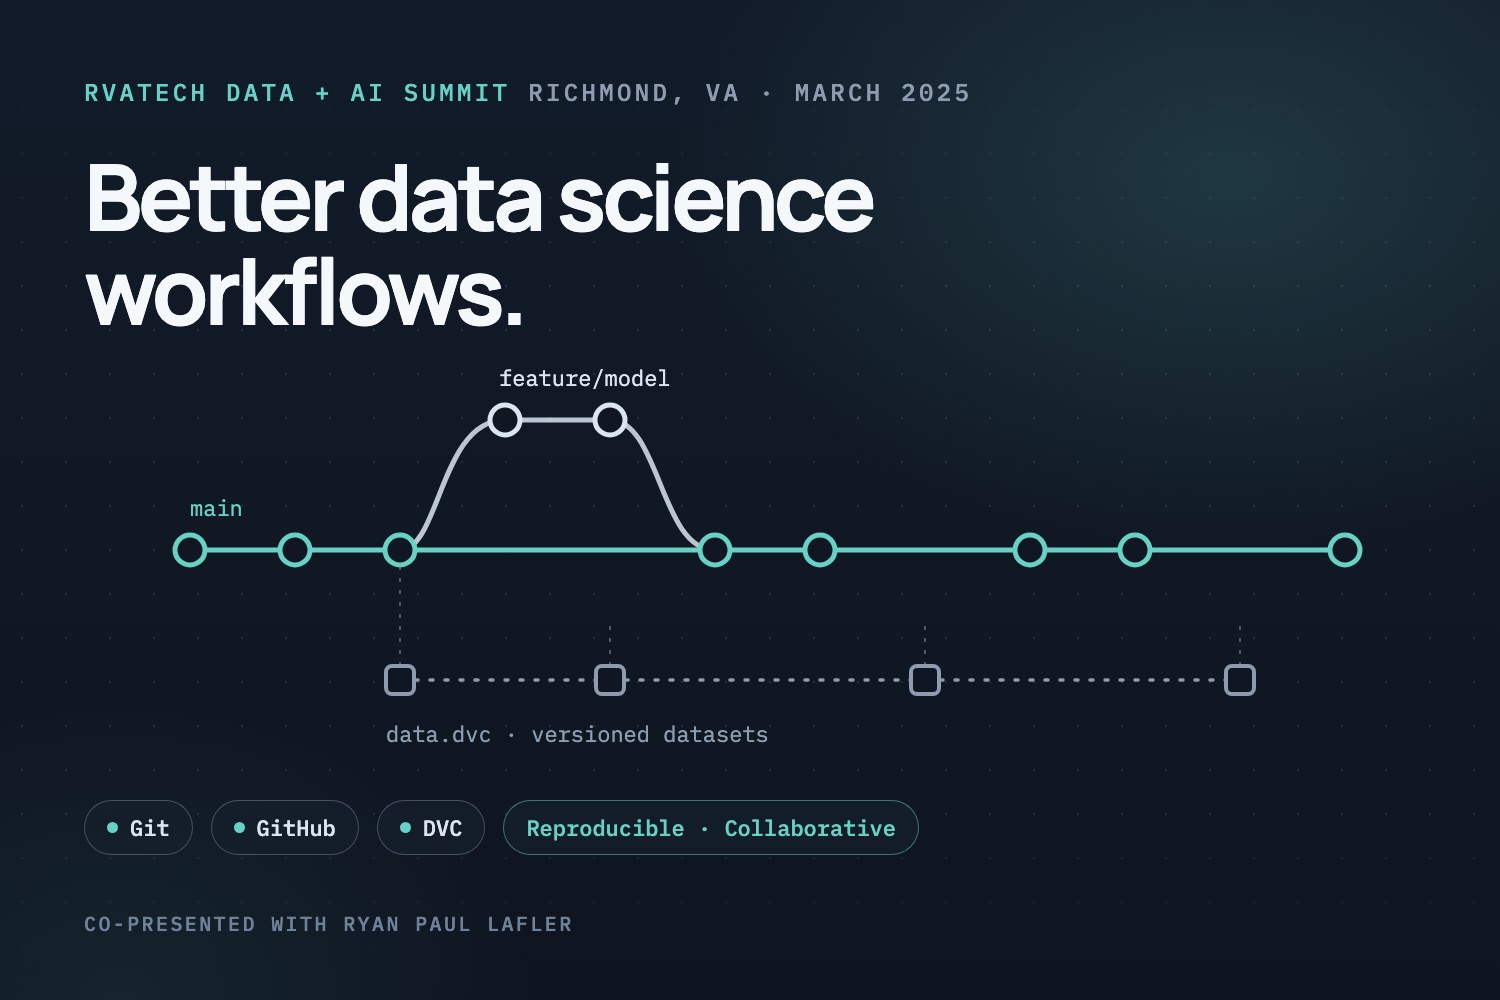 RVATECH DATA + AI SUMMIT RICHMOND, VA · MARCH 2025
Better data science
workflows.
feature/model
main
data.dvc · versioned datasets
Git GitHub DVC Reproducible · Collaborative
CO-PRESENTED WITH RYAN PAUL LAFLER